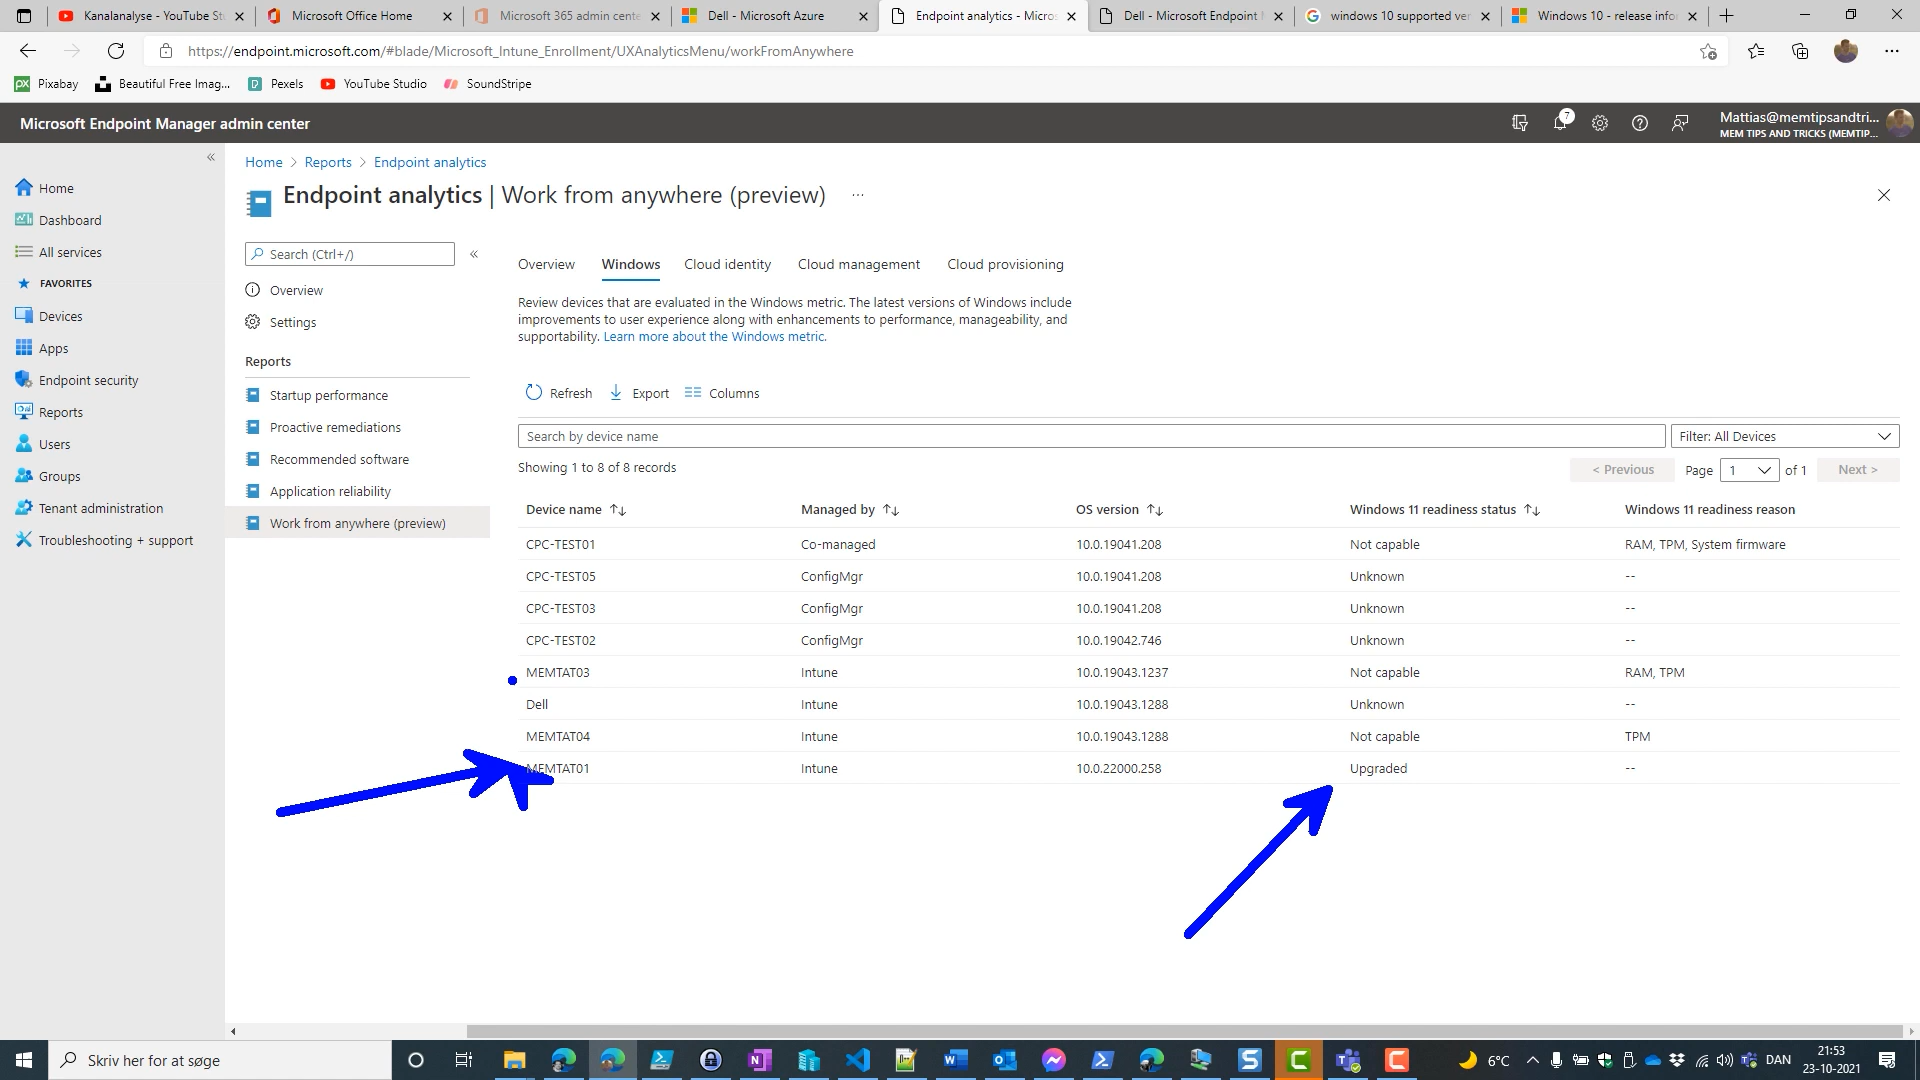 Kanalanalyse - YouTube St
Microsoft Office Home
Microsoft 365 admin cente
Dell - Microsoft Azure
Endpoint analytics - Micros
Dell - Microsoft Endpoint M
windows 10 supported ver
Windows 10 - release info
https://endpoint.microsoft.com/#blade/Microsoft_Intune_Enrollment/UXAnalyticsMenu/workFromAnywhere
Pixabay
Beautiful Free Imag...
Pexels
YouTube Studio
SoundStripe
Microsoft Endpoint Manager admin center
7
Mattias@memtipsandtri...
MEM TIPS AND TRICKS (MEMTIP...
Home
Dashboard
All services
FAVORITES
Devices
Apps
Endpoint security
Reports
Users
Groups
Tenant administration
Troubleshooting + support
Home > Reports > Endpoint analytics
Endpoint analytics | Work from anywhere (preview) ...
Search (Ctrl+/)
Overview
Settings
Reports
Startup performance
Proactive remediations
Recommended software
Application reliability
Work from anywhere (preview)
Overview Windows Cloud identity Cloud management Cloud provisioning
Review devices that are evaluated in the Windows metric. The latest versions of Windows include
improvements to user experience along with enhancements to performance, manageability, and
supportability. Learn more about the Windows metric.
Refresh Export Columns
Search by device name
Filter: All Devices
Showing 1 to 8 of 8 records
< Previous Page 1 of 1 Next >
Device name Managed by OS version Windows 11 readiness status Windows 11 readiness reason
CPC-TEST01 Co-managed 10.0.19041.208 Not capable RAM, TPM, System firmware
CPC-TEST05 ConfigMgr 10.0.19041.208 Unknown --
CPC-TEST03 ConfigMgr 10.0.19041.208 Unknown --
CPC-TEST02 ConfigMgr 10.0.19042.746 Unknown --
MEMTAT03 Intune 10.0.19043.1237 Not capable RAM, TPM
Dell Intune 10.0.19043.1288 Unknown --
MEMTAT04 Intune 10.0.19043.1288 Not capable TPM
MEMTAT01 Intune 10.0.22000.258 Upgraded --
Skriv her for at søge
6°C
DAN
21:53
23-10-2021